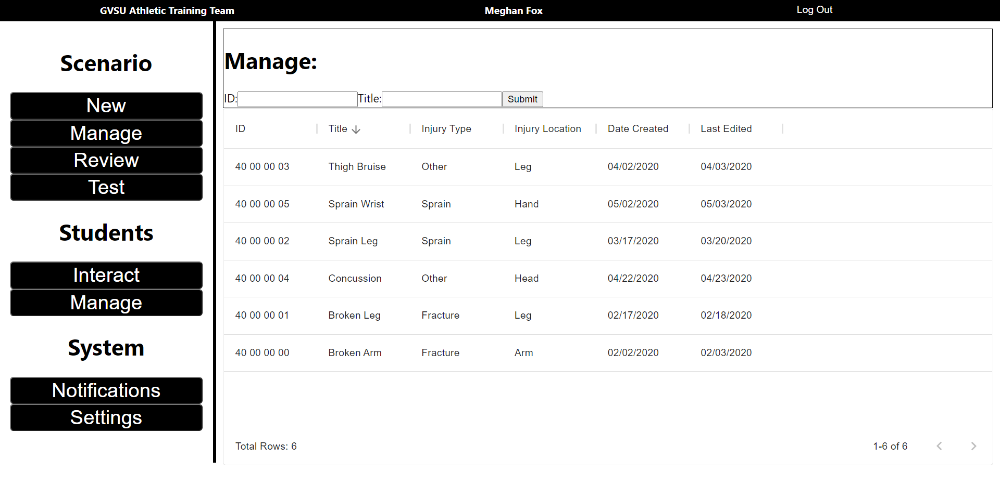 GVSU Athletic Training Team Meghan Fox Log Out
Scenario
New
Manage
Review
Test
Students
Interact
Manage
System
Notifications
Settings
Manage:
ID: Title: Submit
ID Title Injury Type Injury Location Date Created Last Edited
40 00 00 03 Thigh Bruise Other Leg 04/02/2020 04/03/2020
40 00 00 05 Sprain Wrist Sprain Hand 05/02/2020 05/03/2020
40 00 00 02 Sprain Leg Sprain Leg 03/17/2020 03/20/2020
40 00 00 04 Concussion Other Head 04/22/2020 04/23/2020
40 00 00 01 Broken Leg Fracture Leg 02/17/2020 02/18/2020
40 00 00 00 Broken Arm Fracture Arm 02/02/2020 02/03/2020
Total Rows: 6 1-6 of 6